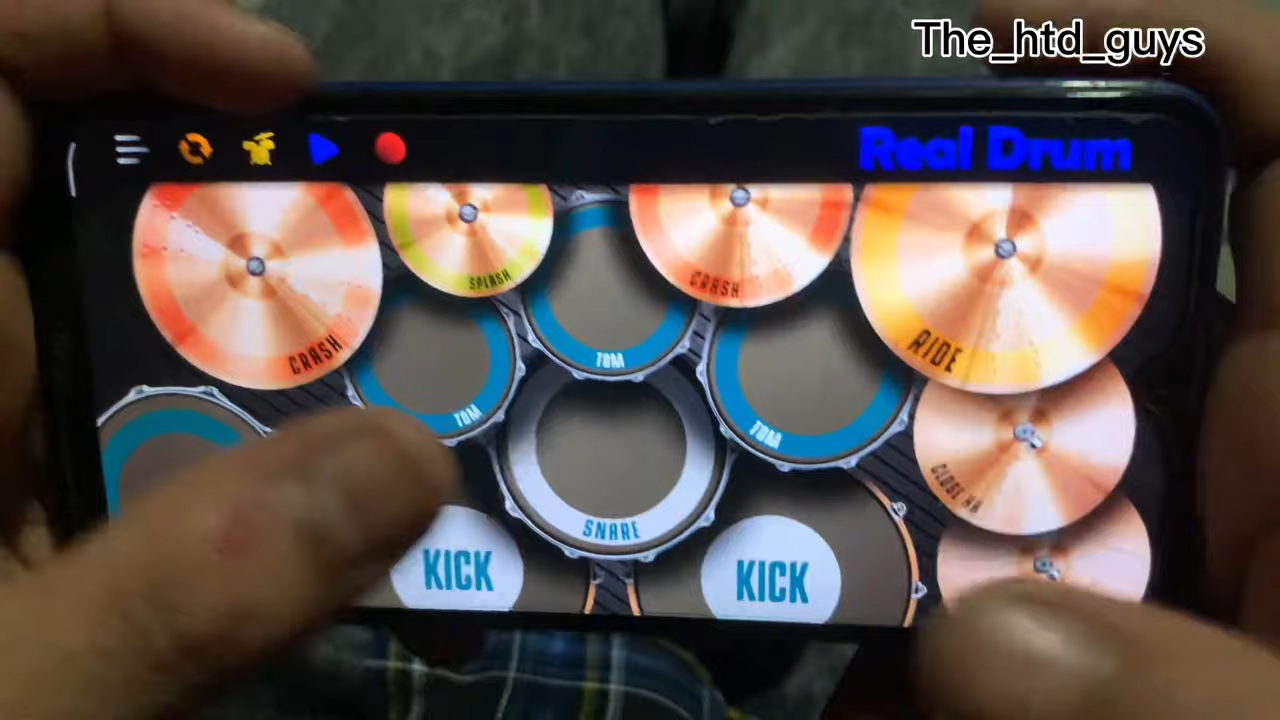 The_htd_guys
Real Drum
SPLASH
CRASH
CRASH
RIDE
TOM
TOM
TOM
CLOSE HH
SNARE
KICK
KICK